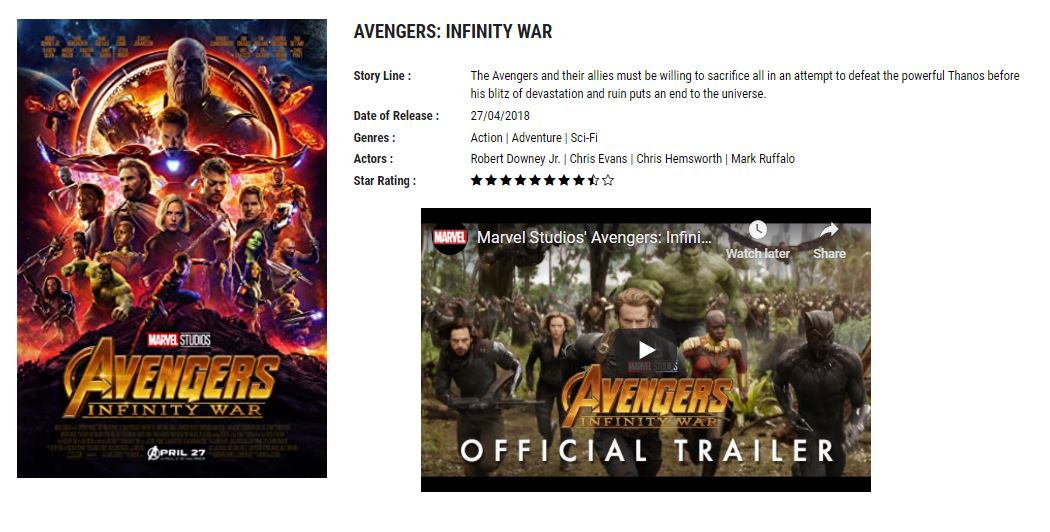 MARVEL STUDIOS
AVENGERS
INFINITY WAR
APRIL 27
AVENGERS: INFINITY WAR
Story Line :
The Avengers and their allies must be willing to sacrifice all in an attempt to defeat the powerful Thanos before
his blitz of devastation and ruin puts an end to the universe.
Date of Release :
27/04/2018
Genres :
Action | Adventure | Sci-Fi
Actors :
Robert Downey Jr. | Chris Evans | Chris Hemsworth | Mark Ruffalo
Star Rating :
MARVEL
Marvel Studios' Avengers: Infini...
Watch later
Share
MARVEL STUDIOS
AVENGERS
INFINITY WAR
OFFICIAL TRAILER